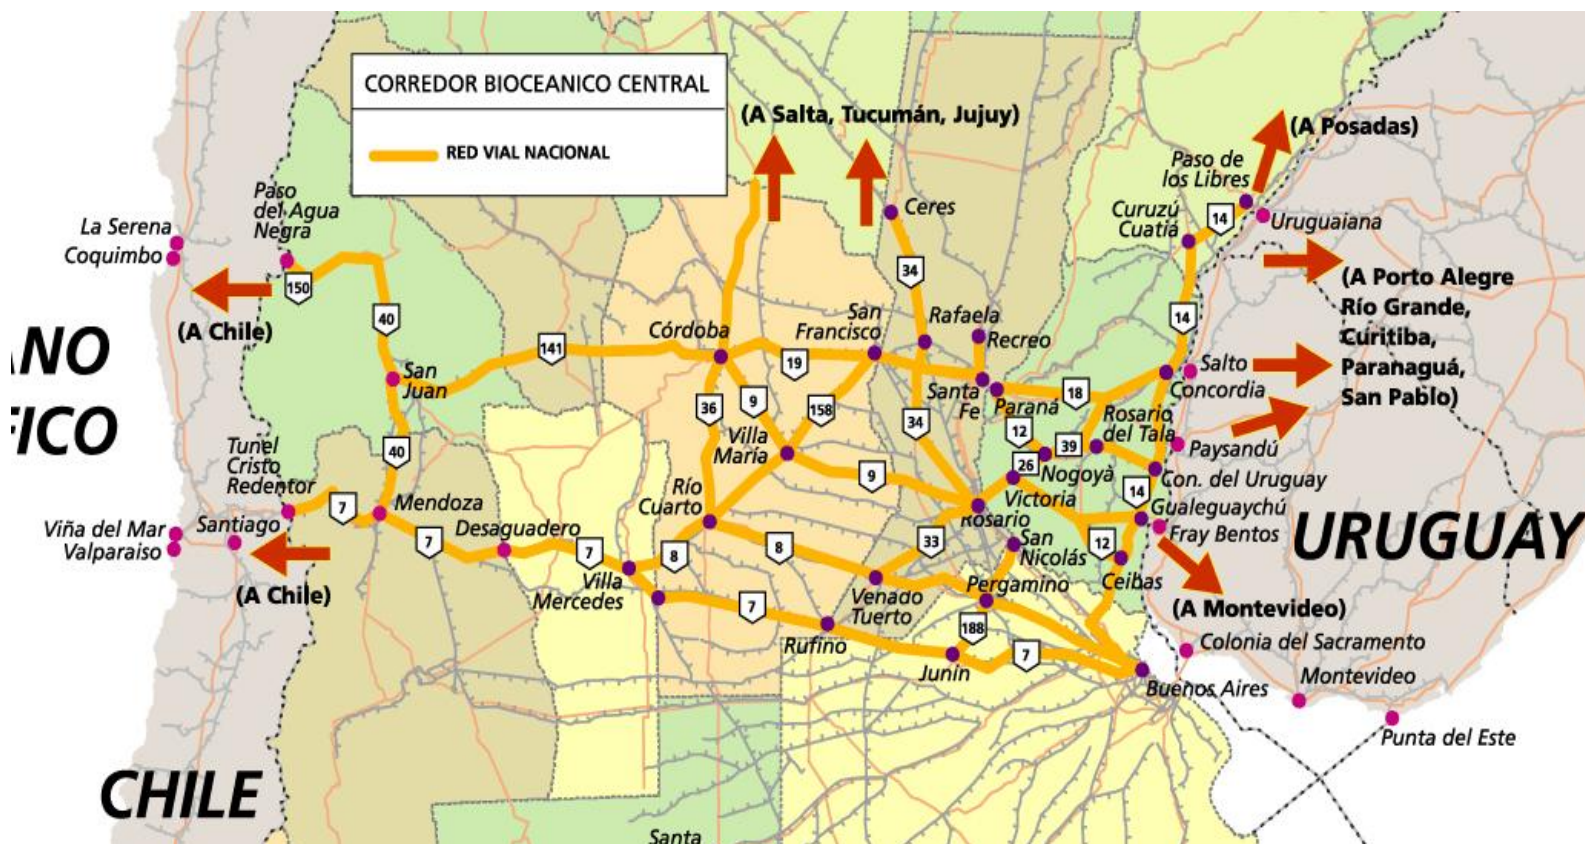 CORREDOR BIOCEANICO CENTRAL
RED VIAL NACIONAL
(A Salta, Tucumán, Jujuy)
(A Posadas)
Paso de
los Libres
14
Uruguaiana
Curuzú
Cuatiá
Paso
del Agua
Negra
La Serena
Coquimbo
150
(A Chile)
ANO
FICO
40
San
Juan
141
Córdoba
San
Francisco
Ceres
34
Rafaela
Recreo
14
(A Porto Alegre
Río Grande,
Curitiba,
Paranaguá,
San Pablo)
Salto
Concordia
19
36
9
158
34
Santa
Fe
Paraná
18
12
39
26
Rosario
del Tala
Paysandú
Nogoyà
Con. del Uruguay
14
Victoria
Gualeguaychú
Fray Bentos
URUGUAY
40
Tunel
Cristo
Redentor
7
Mendoza
Viña del Mar
Valparaiso
Santiago
(A Chile)
7
Desaguadero
7
Villa
Mercedes
Río
Cuarto
8
Villa
María
9
8
Rosario
33
San
Nicolás
12
Ceibas
Pergamino
Venado
Tuerto
7
Rufino
188
Junín
7
(A Montevideo)
Colonia del Sacramento
Buenos Aires
Montevideo
Punta del Este
CHILE
Santa